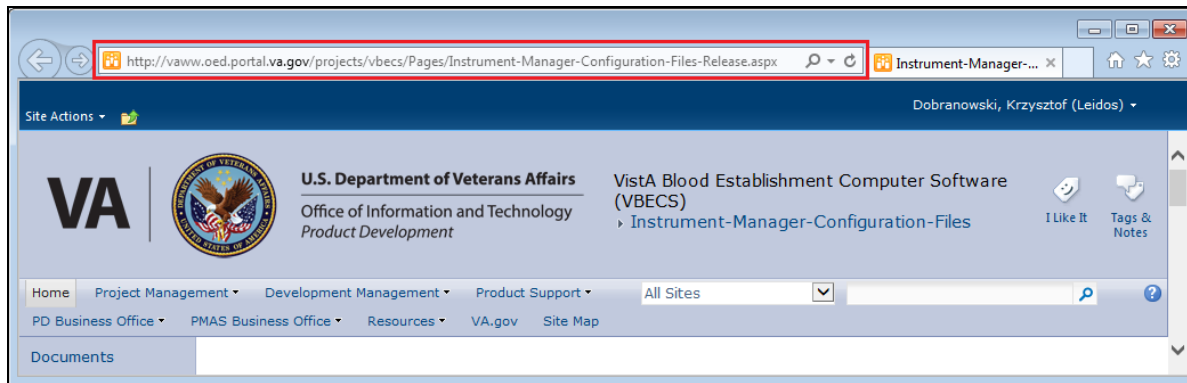 http://vaww.oed.portal.va.gov/projects/vbecs/Pages/Instrument-Manager-Configuration-Files-Release.aspx
Instrument-Manager-...
Site Actions
Dobranowski, Krzysztof (Leidos)
VA
U.S. Department of Veterans Affairs
Office of Information and Technology
Product Development
VistA Blood Establishment Computer Software
(VBECS)
Instrument-Manager-Configuration-Files
I Like It
Tags &
Notes
Home Project Management Development Management Product Support All Sites
PD Business Office PMAS Business Office Resources VA.gov Site Map
Documents